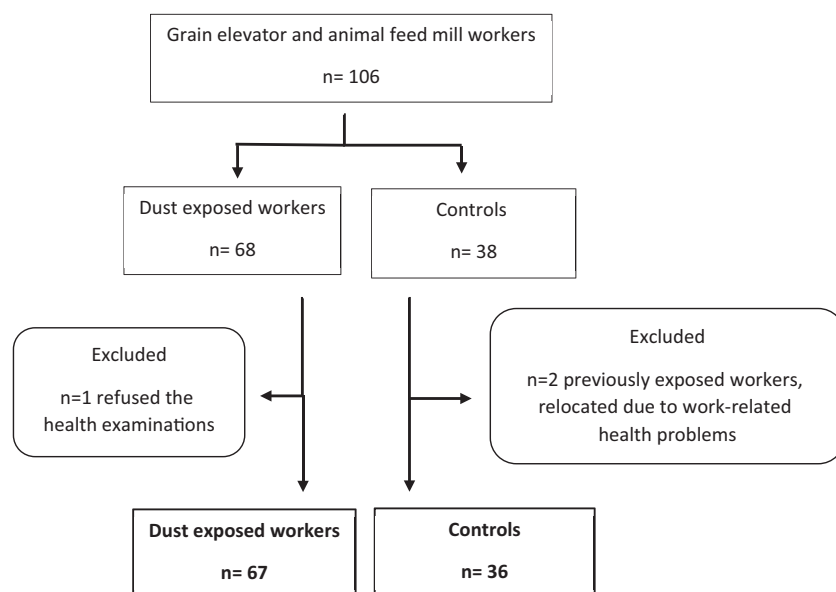 Grain elevator and animal feed mill workers
n= 106
Dust exposed workers
n= 68
Controls
n= 38
Excluded
n=1 refused the
health examinations
Excluded
n=2 previously exposed workers,
relocated due to work-related
health problems
Dust exposed workers
n= 67
Controls
n= 36